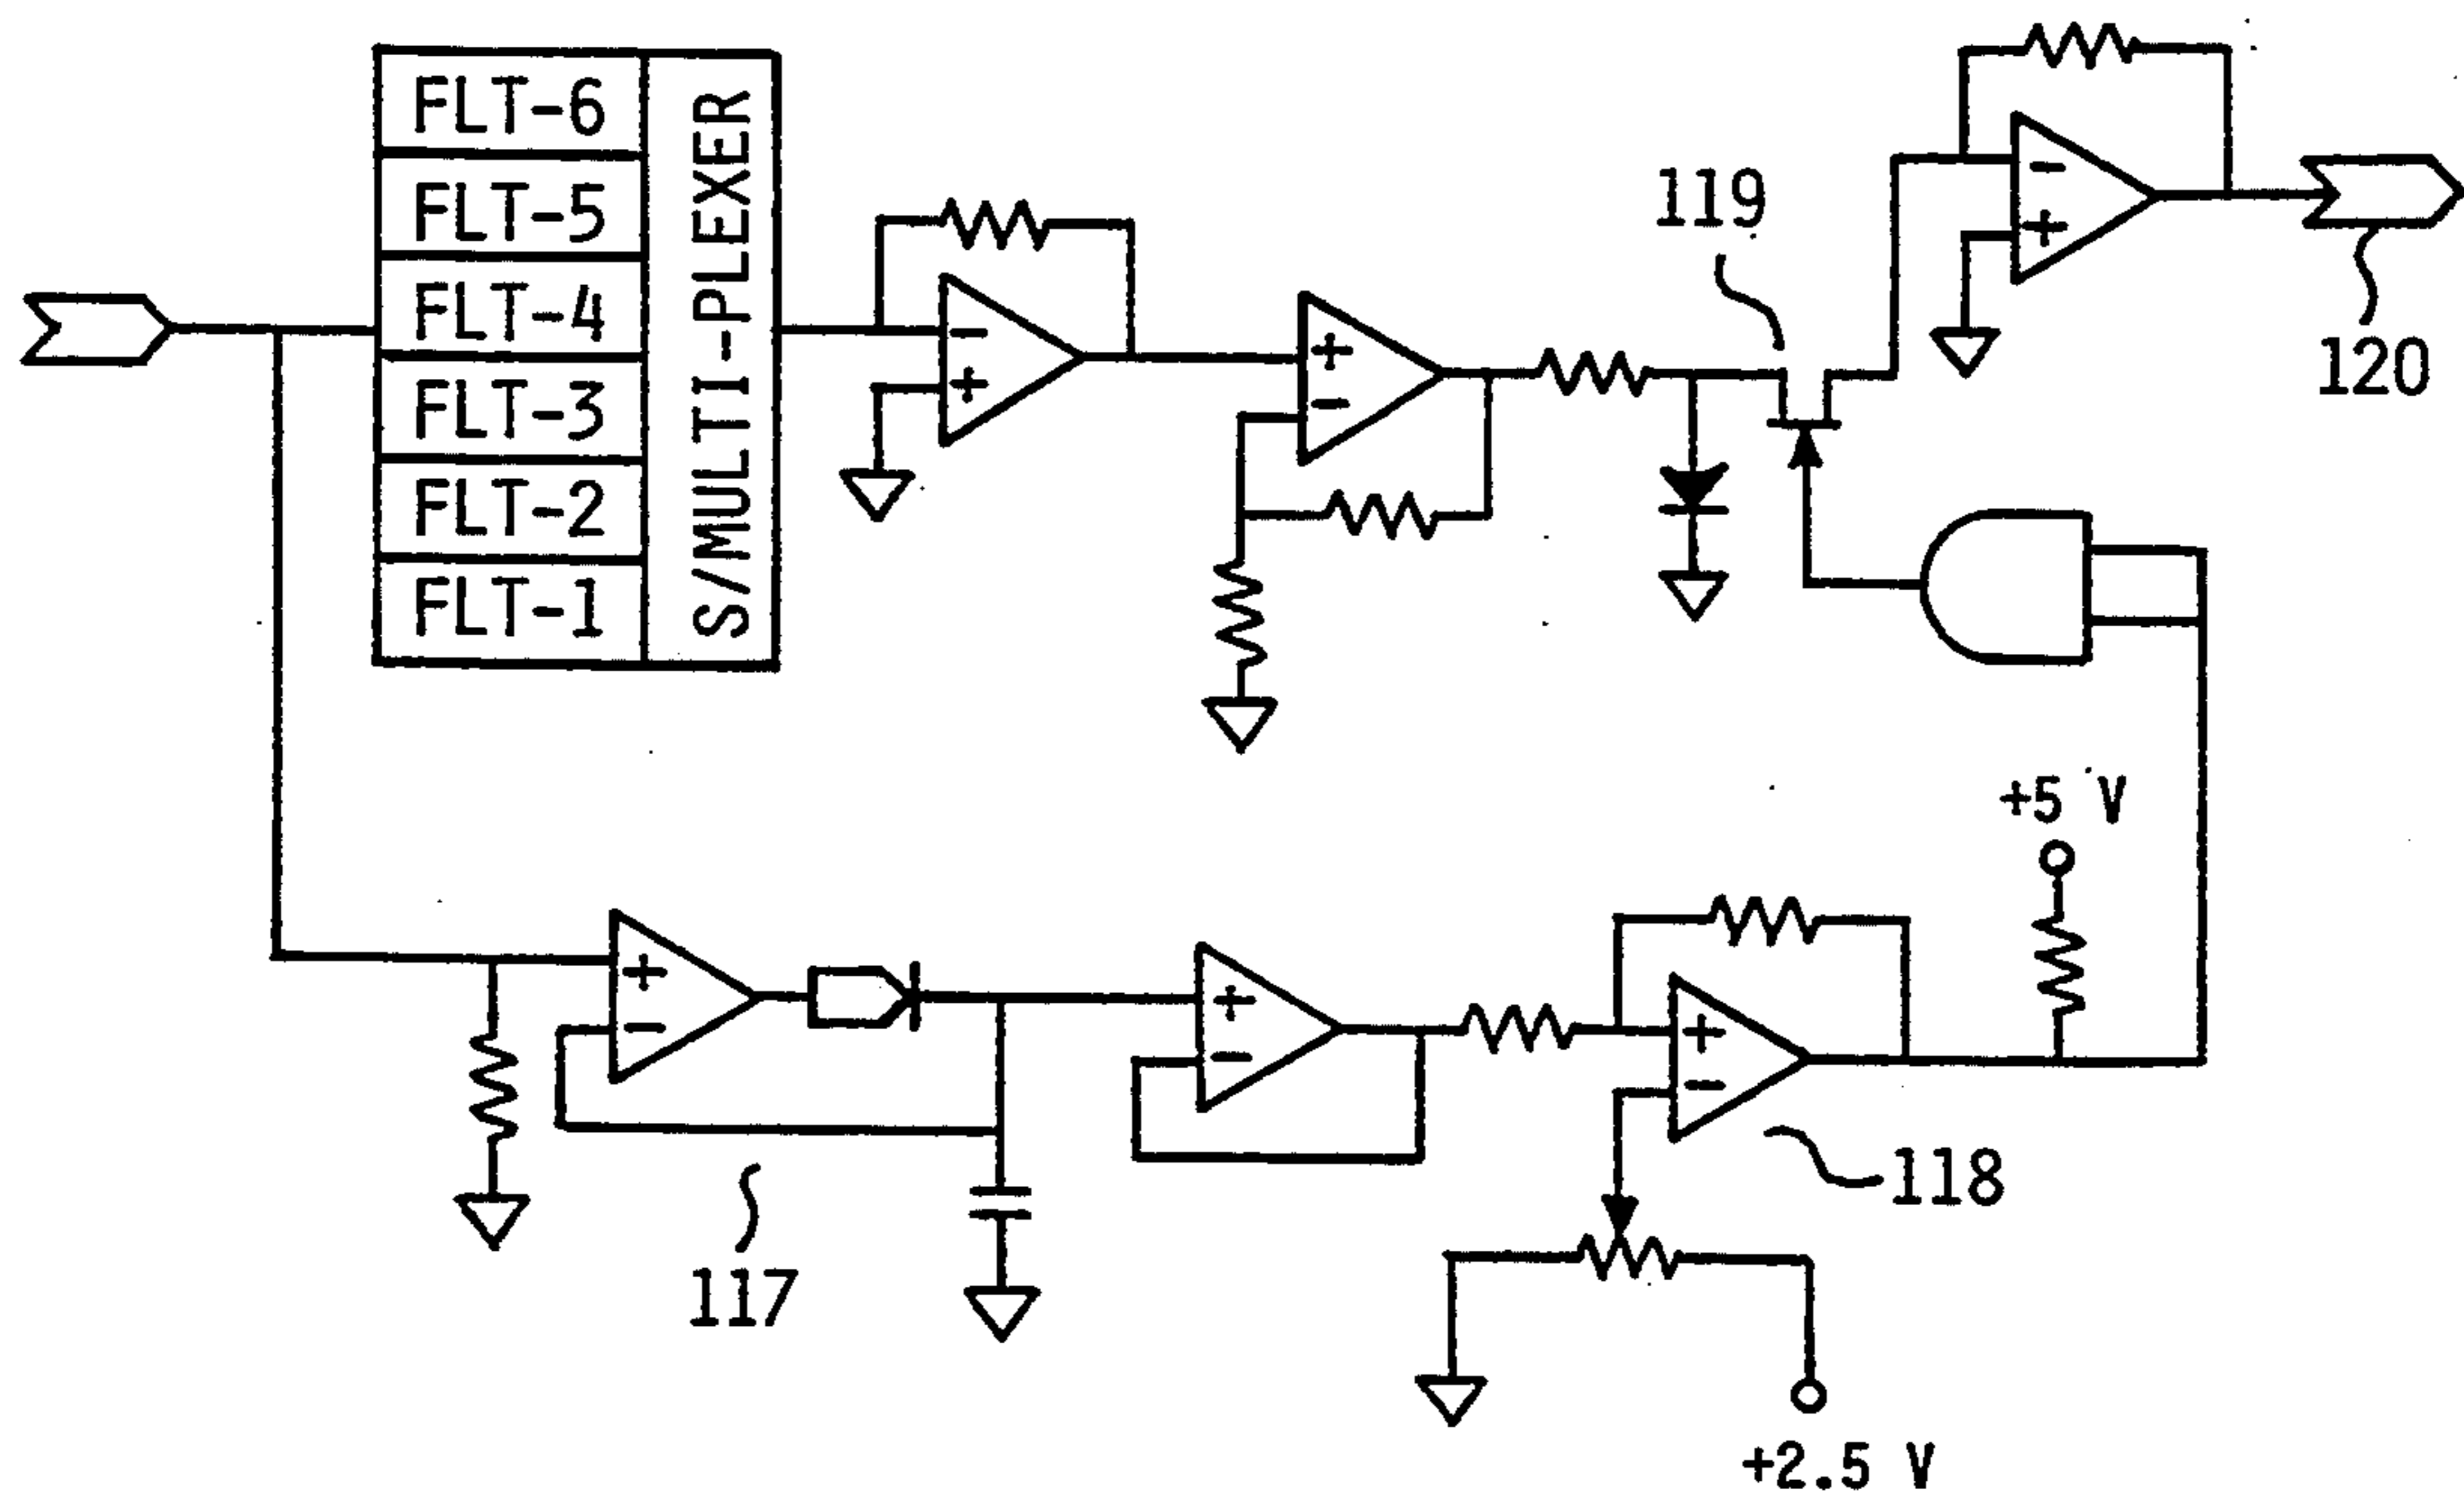 FLT-6
FLT-5
FLT-4
FLT-3
FLT-2
FLT-1
S/MULTI-PLEXER
119
120
+5 V
118
117
+2.5 V